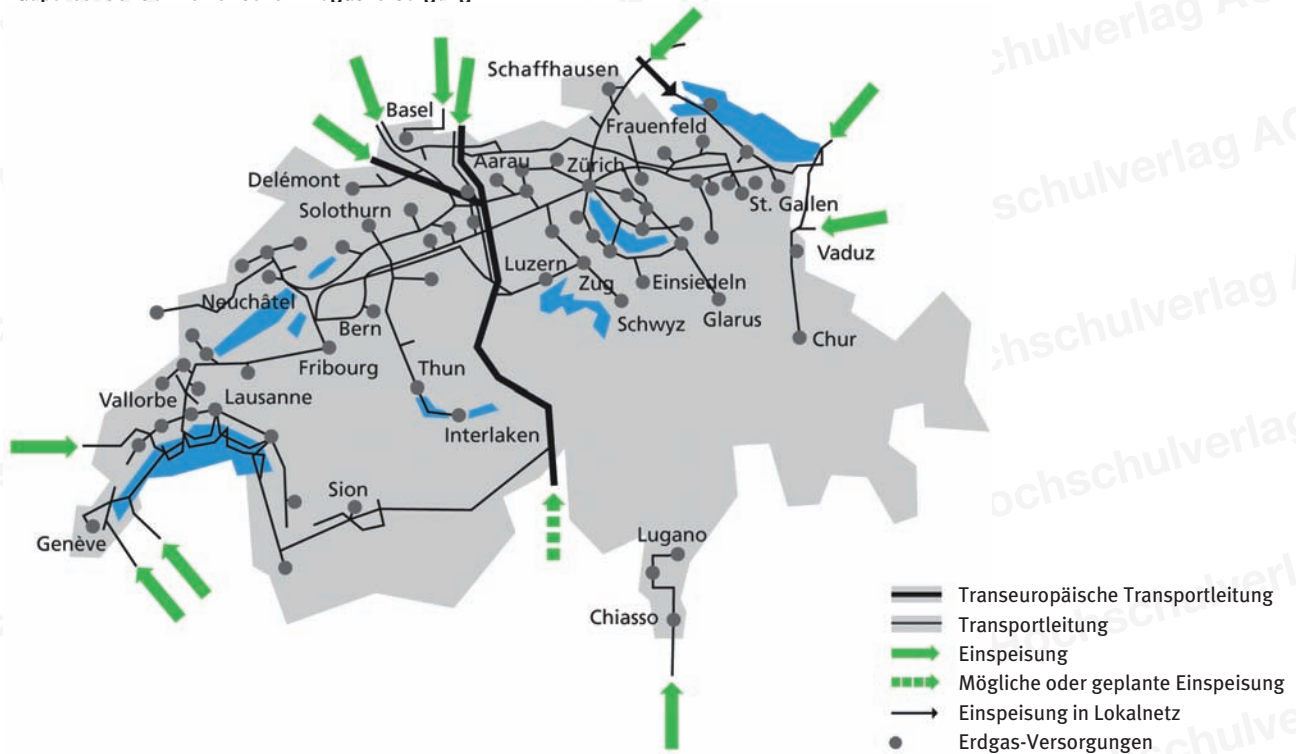 Schaffhausen
Basel
Frauenfeld
Aarau
Zürich
Delémont
St. Gallen
Solothurn
Vaduz
Luzern
Zug
Einsiedeln
Neuchâtel
Bern
Schwyz
Glarus
Chur
Fribourg
Thun
Vallorbe
Lausanne
Interlaken
Sion
Genève
Lugano
Chiasso
Transeuropäische Transportleitung
Transportleitung
Einspeisung
Mögliche oder geplante Einspeisung
Einspeisung in Lokalnetz
Erdgas-Versorgungen